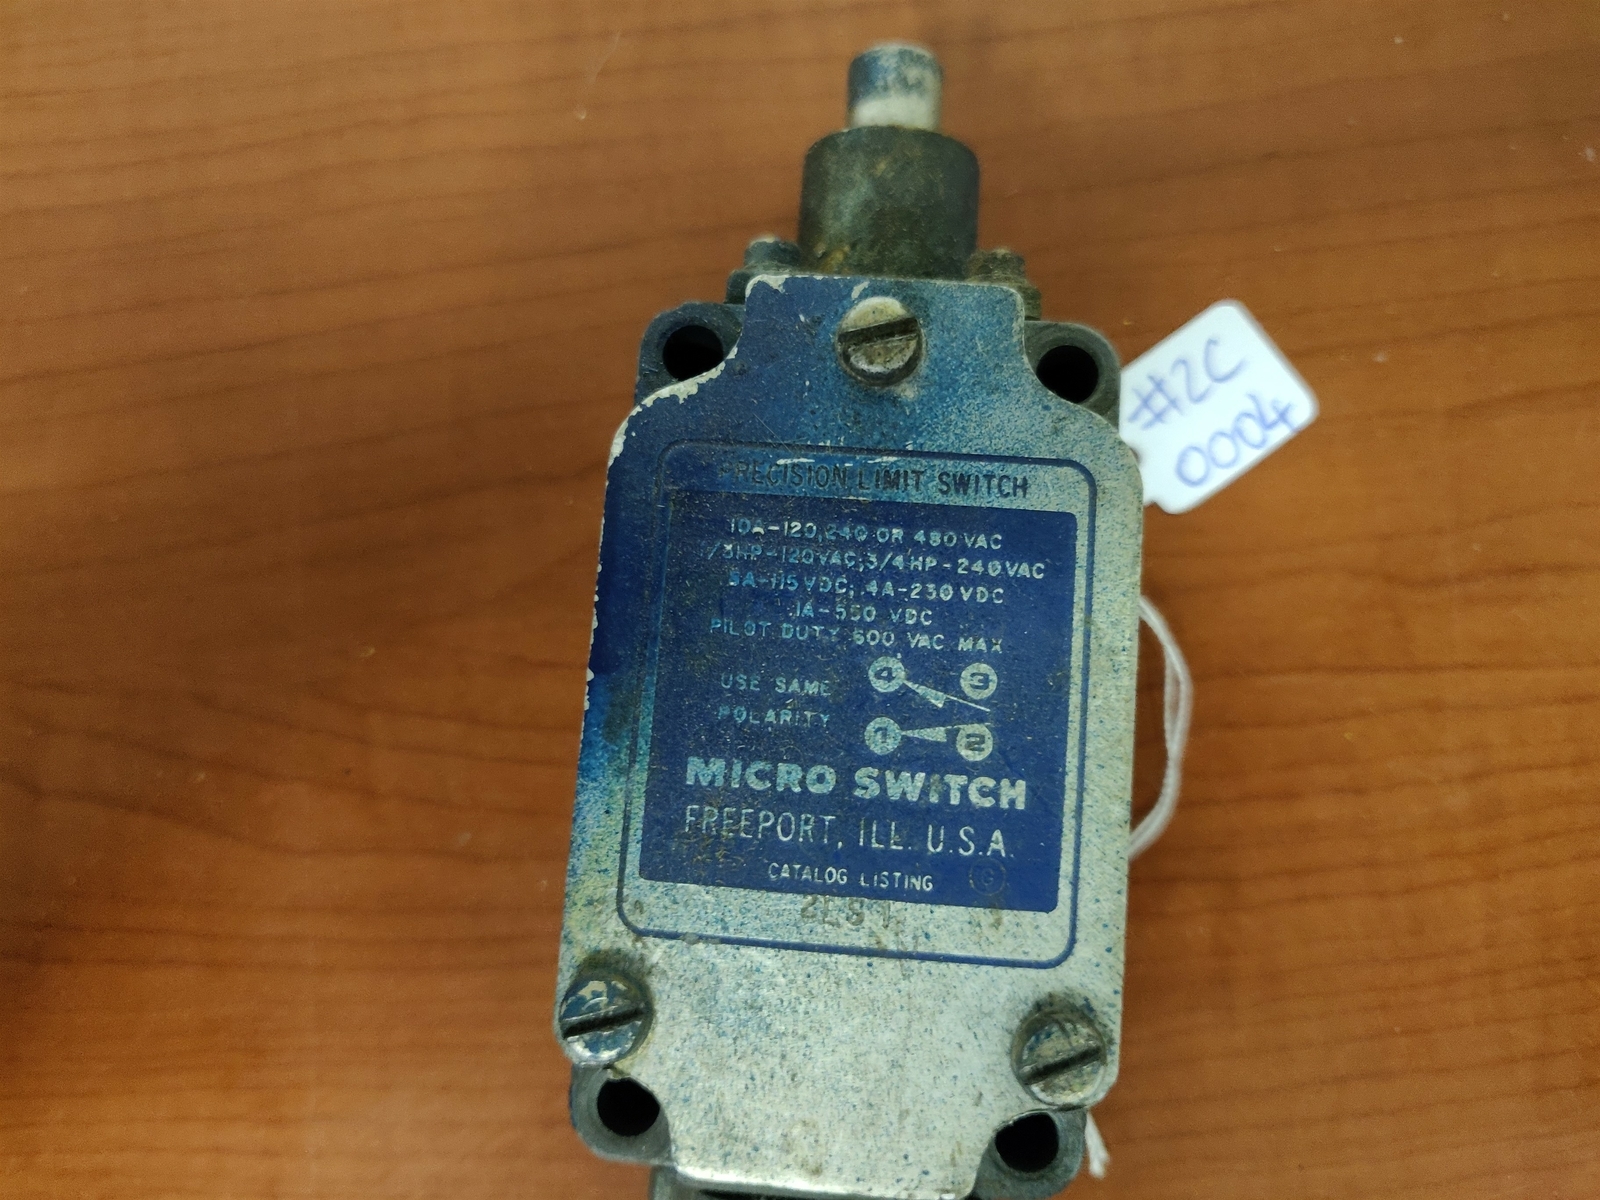 #2C
0004
PRECISION LIMIT SWITCH
10A-120,240 OR 480 VAC
1/3HP-120VAC,3/4HP-240VAC
.8A-115VDC; .4A-230VDC
.1A-550 VDC
PILOT DUTY 600 VAC MAX
4 3
USE SAME
POLARITY
1 2
MICRO SWITCH
FREEPORT, ILL. U.S.A.
CATALOG LISTING